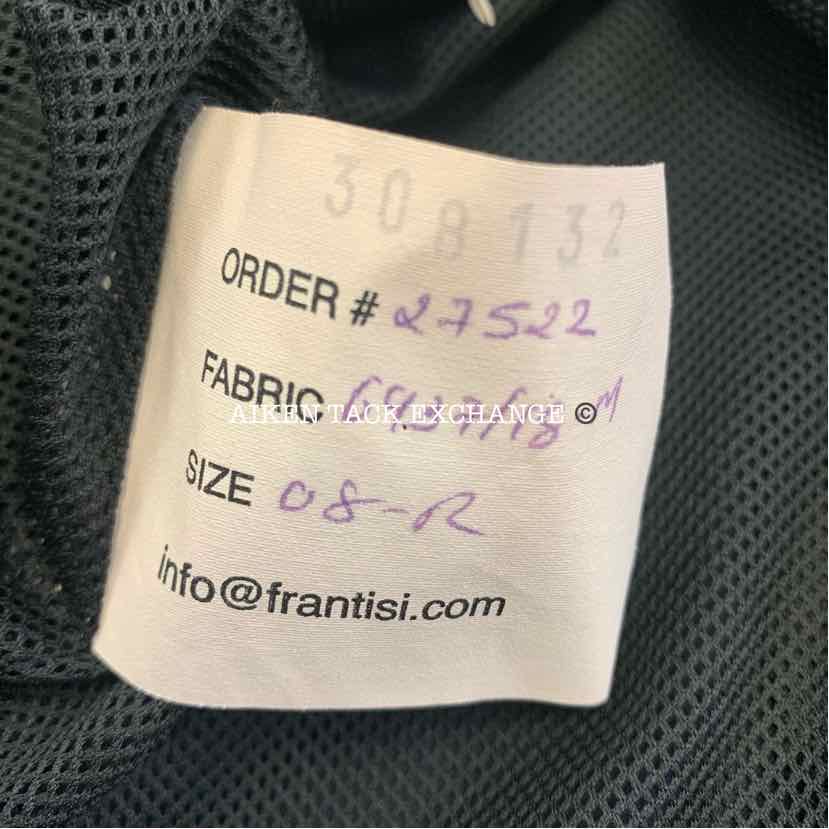 308132
ORDER # 27522
FABRIC
AIKEN TACK EXCHANGE ©
SIZE 08-R
info@frantisi.com